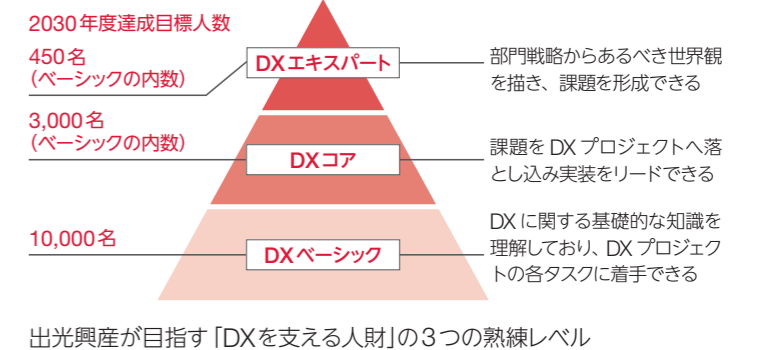 2030年度達成目標人数
450名
(ベーシックの内数)
DXエキスパート
部門戦略からあるべき世界観
を描き、課題を形成できる
3,000名
(ベーシックの内数)
DXコア
課題をDXプロジェクトへ落
とし込み実装をリードできる
10,000名
DXベーシック
DXに関する基礎的な知識を
理解しており、DXプロジェク
トの各タスクに着手できる
出光興産が目指す「DXを支える人財」の3つの熟練レベル